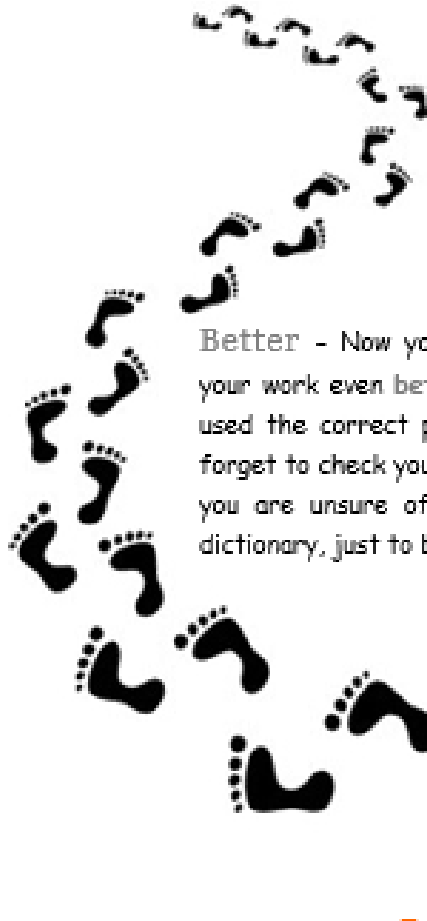 Better - Now yo
your work even bet
used the correct p
forget to check you
you are unsure of
dictionary, just to b